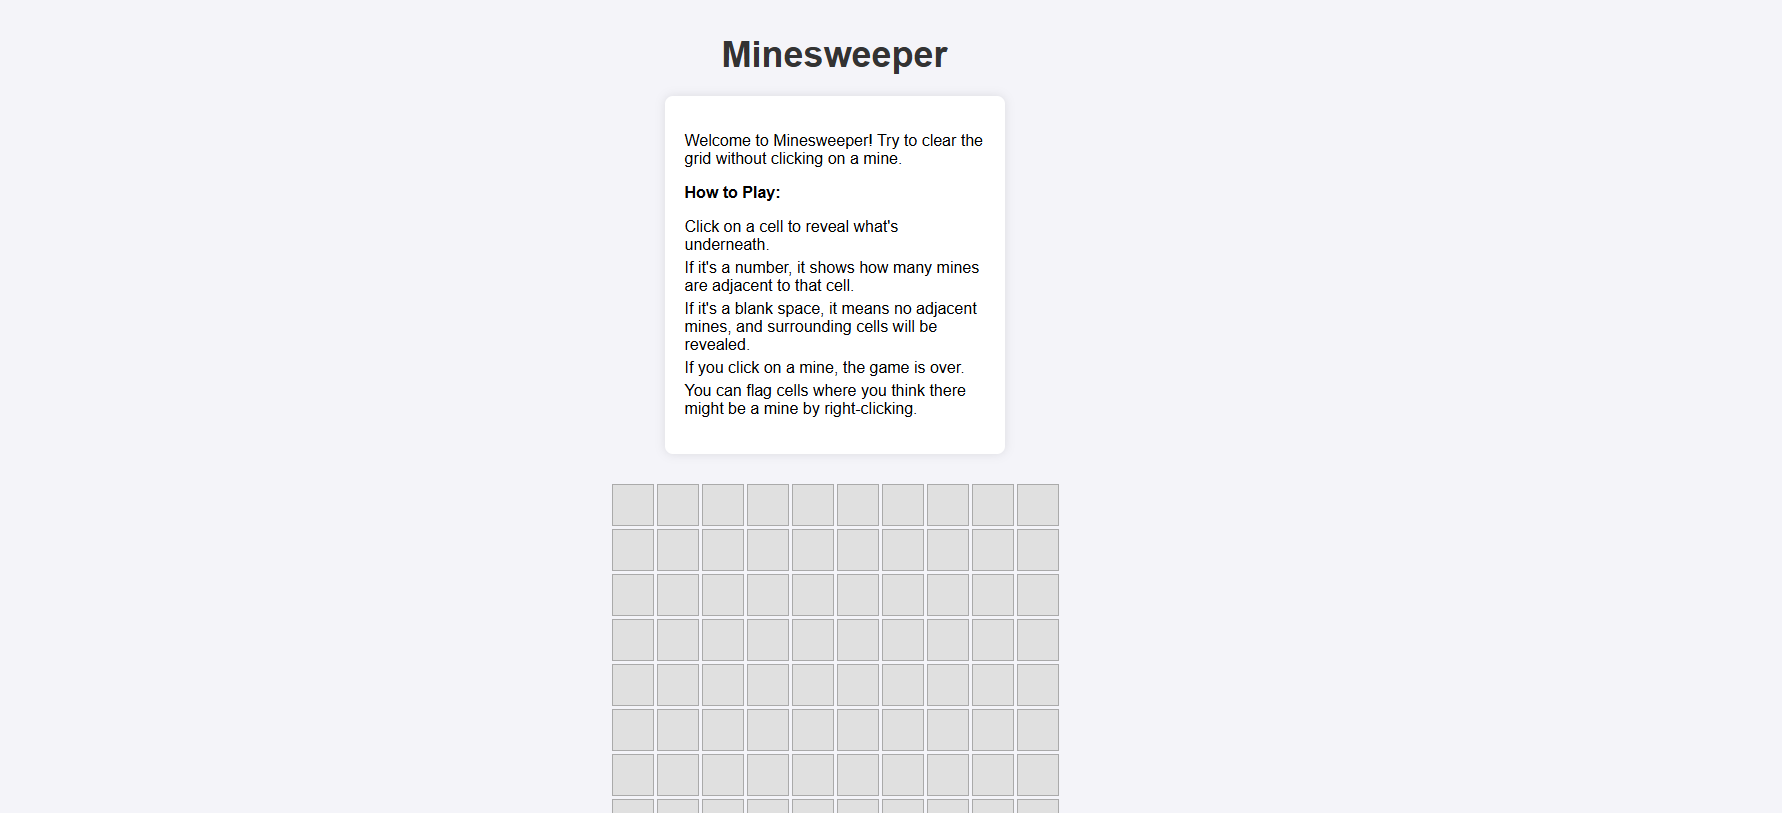 Minesweeper
Welcome to Minesweeper! Try to clear the
grid without clicking on a mine.
How to Play:
Click on a cell to reveal what's
underneath.
If it's a number, it shows how many mines
are adjacent to that cell.
If it's a blank space, it means no adjacent
mines, and surrounding cells will be
revealed.
If you click on a mine, the game is over.
You can flag cells where you think there
might be a mine by right-clicking.